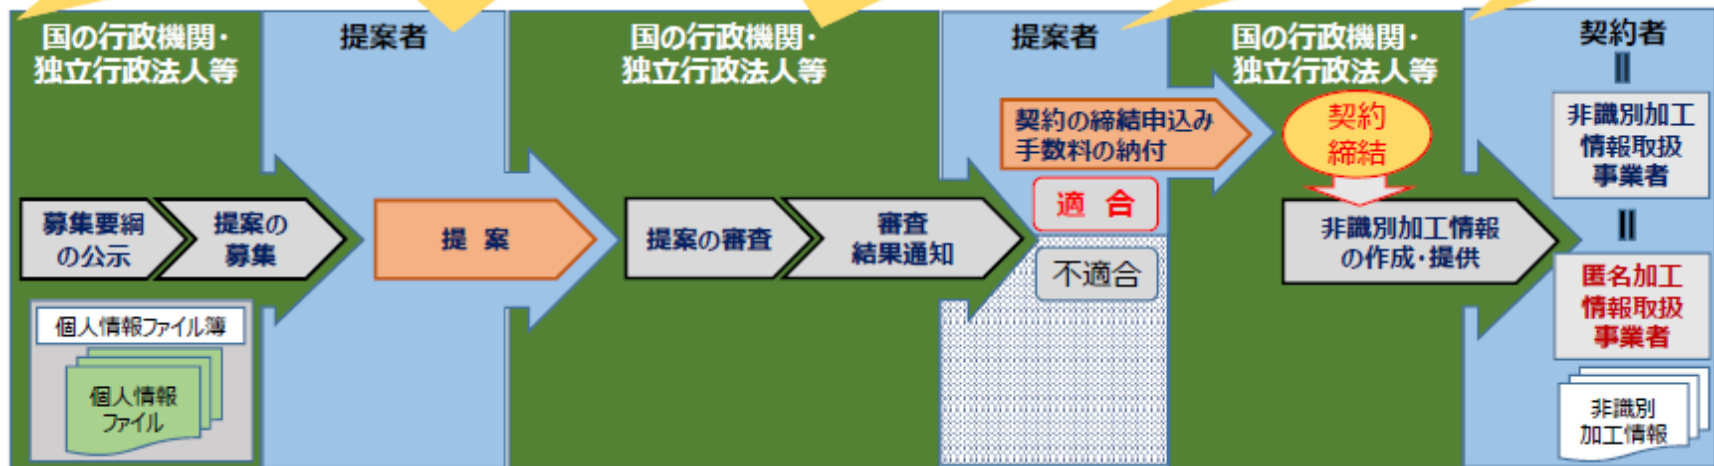 国の行政機関・
独立行政法人等
募集要綱
の公示
提案の
募集
個人情報ファイル簿
個人情報
ファイル
提案者
提 案
国の行政機関・
独立行政法人等
提案の審査
審査
結果通知
提案者
契約の締結申込み
手数料の納付
適 合
不適合
国の行政機関・
独立行政法人等
契約
締結
非識別加工情報
の作成・提供
契約者
=
非識別加工
情報取扱
事業者
=
匿名加工
情報取扱
事業者
非識別
加工情報